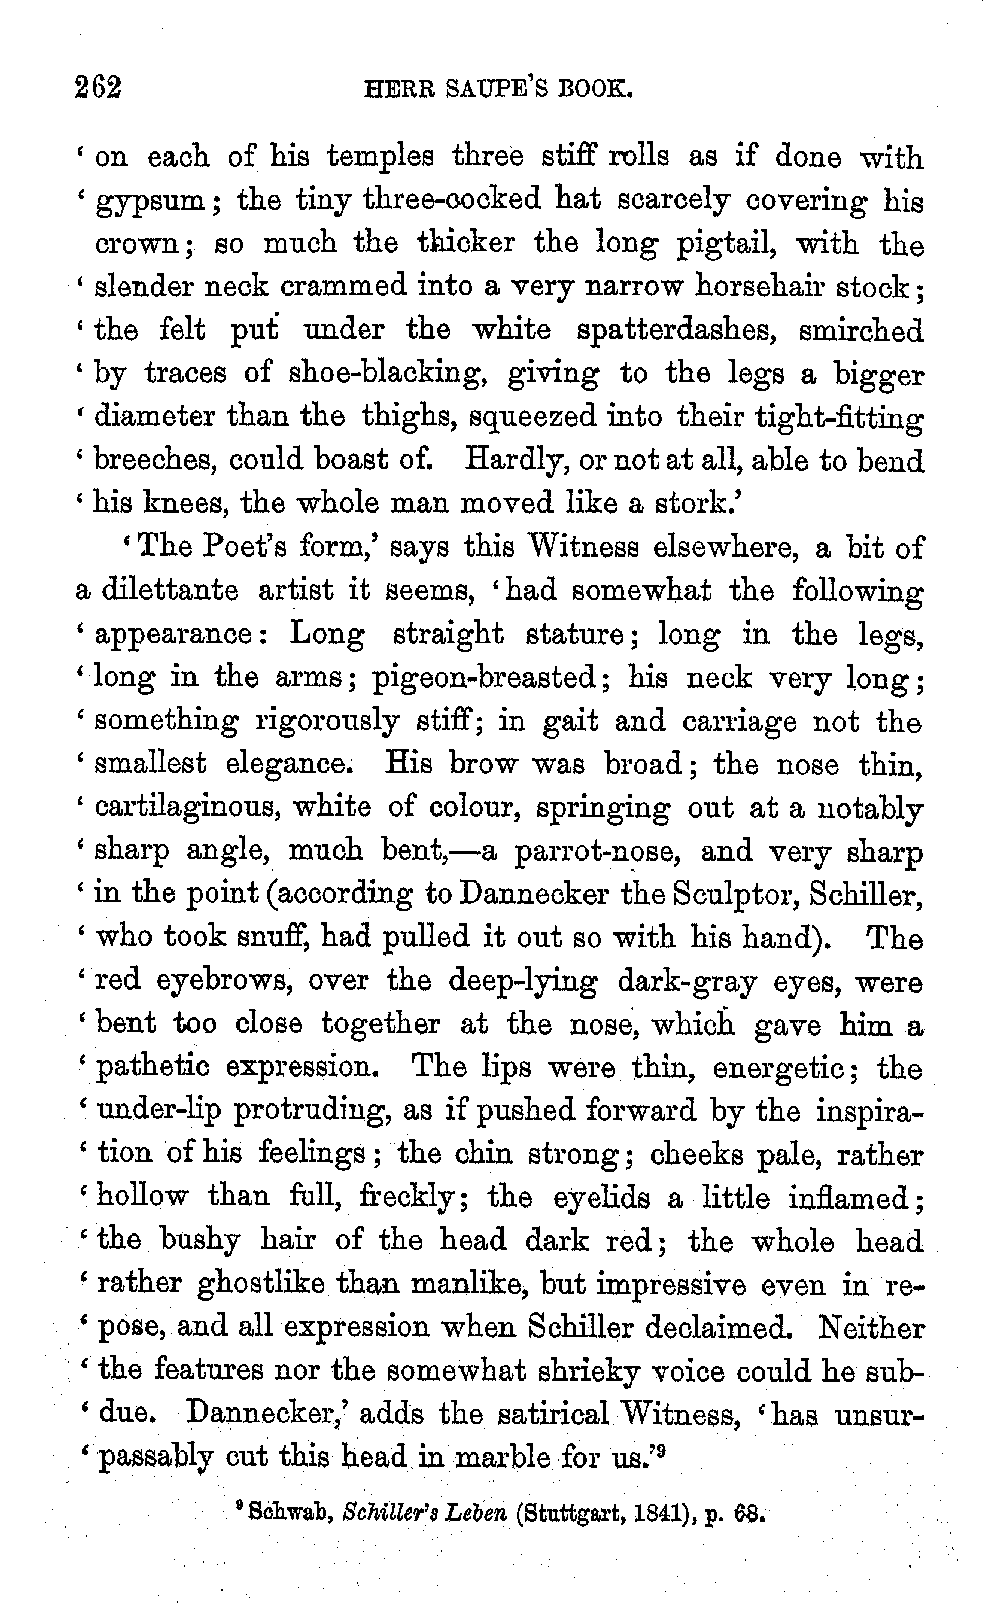 262 HERR SAUPE'S BOOK.
‘ on each of his temples three stiff rolls as if done with
‘ gypsum; the tiny three-cocked hat scarcely covering his
crown; so much the thicker the long pigtail, with the
‘ slender neck crammed into a very narrow horsehair stock;
‘ the felt put under the white spatterdashes, smirched
‘ by traces of shoe-blacking, giving to the legs a bigger
‘ diameter than the thighs, squeezed into their tight-fitting
‘ breeches, could boast of. Hardly, or not at all, able to bend
‘ his knees, the whole man moved like a stork.’
‘ The Poet's form,’ says this Witness elsewhere, a bit of
a dilettante artist it seems, ‘ had somewhat the following
‘ appearance: Long straight stature; long in the legs,
‘ long in the arms; pigeon-breasted; his neck very long;
‘ something rigorously stiff; in gait and carriage not the
‘ smallest elegance. His brow was broad; the nose thin,
‘ cartilaginous, white of colour, springing out at a notably
‘ sharp angle, much bent,—a parrot-nose, and very sharp
‘ in the point (according to Dannecker the Sculptor, Schiller,
‘ who took snuff, had pulled it out so with his hand). The
‘ red eyebrows, over the deep-lying dark-gray eyes, were
‘ bent too close together at the nose, which gave him a
‘ pathetic expression. The lips were thin, energetic; the
‘ under-lip protruding, as if pushed forward by the inspira-
‘ tion of his feelings; the chin strong; cheeks pale, rather
‘ hollow than full, freckly; the eyelids a little inflamed;
‘ the bushy hair of the head dark red; the whole head
‘ rather ghostlike than manlike, but impressive even in re-
‘ pose, and all expression when Schiller declaimed. Neither
‘ the features nor the somewhat shrieky voice could he sub-
‘ due. Dannecker,’ adds the satirical Witness, ‘ has unsur-
‘ passably cut this head in marble for us.’⁹
⁹ Schwab, Schiller's Leben (Stuttgart, 1841), p. 68.